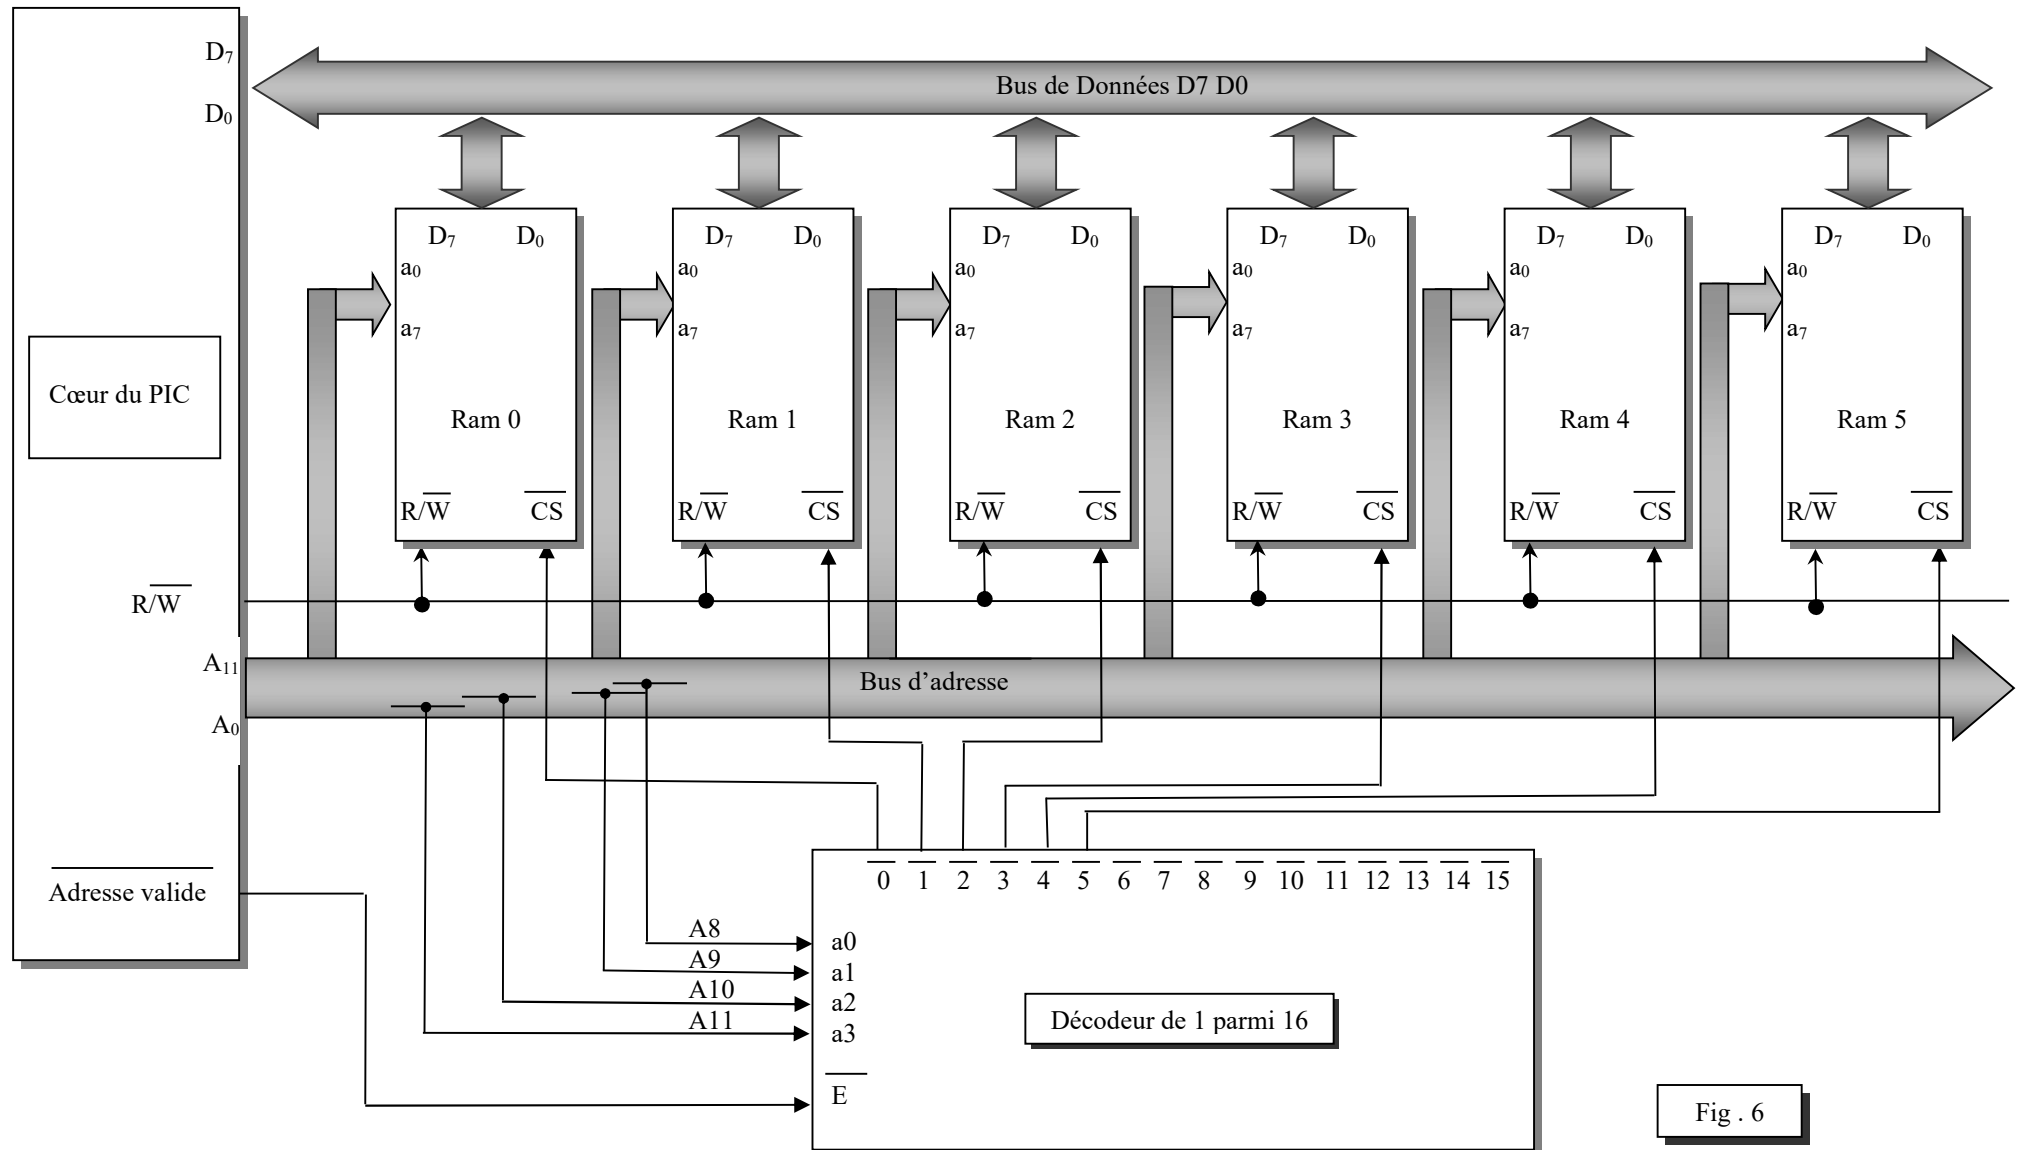 D7
D0
Bus de Données D7 D0
D7 D0
a0
a7
Ram 0
R/W CS
D7 D0
a0
a7
Ram 1
R/W CS
D7 D0
a0
a7
Ram 2
R/W CS
D7 D0
a0
a7
Ram 3
R/W CS
D7 D0
a0
a7
Ram 4
R/W CS
D7 D0
a0
a7
Ram 5
R/W CS
Cœur du PIC
R/W
A11
A0
Bus d’adresse
Adresse valide
0 1 2 3 4 5 6 7 8 9 10 11 12 13 14 15
A8 a0
A9 a1
A10 a2
A11 a3
E
Décodeur de 1 parmi 16
Fig . 6